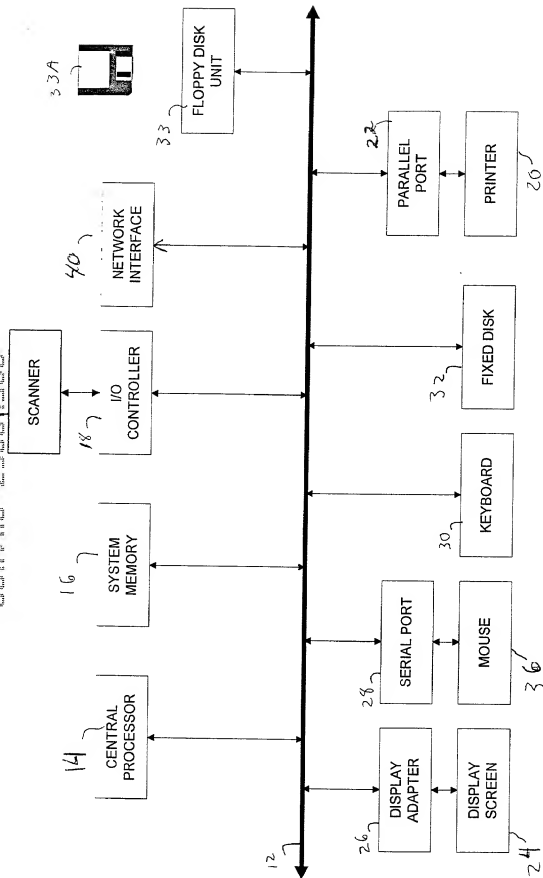 33A
SCANNER
33
FLOPPY DISK
UNIT
40
NETWORK
INTERFACE
18
I/O
CONTROLLER
16
SYSTEM
MEMORY
14
CENTRAL
PROCESSOR
12
26
DISPLAY
ADAPTER
28
SERIAL PORT
30
KEYBOARD
32
FIXED DISK
22
PARALLEL
PORT
24
DISPLAY
SCREEN
36
MOUSE
20
PRINTER